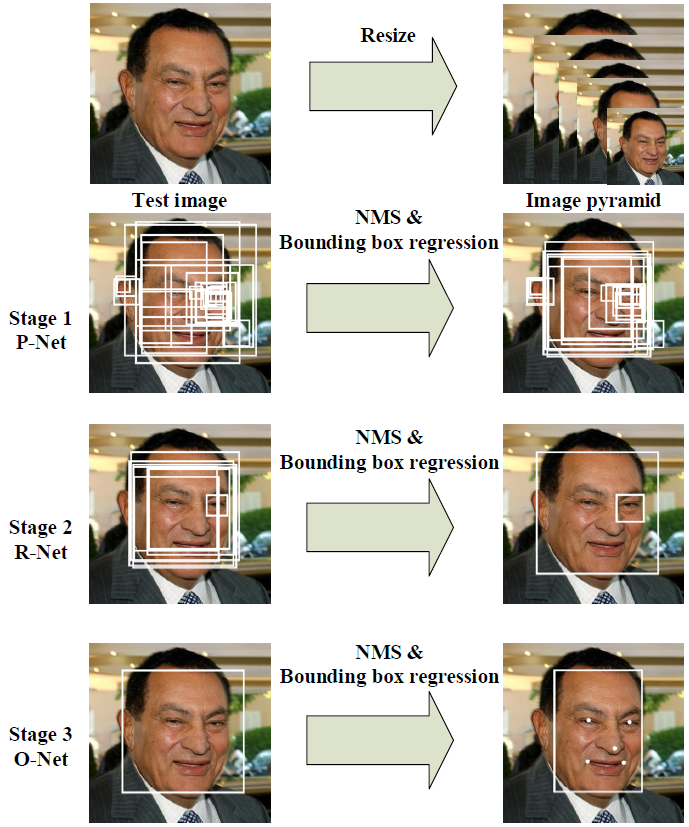 Resize
Test image
Image pyramid
NMS &
Bounding box regression
Stage 1
P-Net
NMS &
Bounding box regression
Stage 2
R-Net
NMS &
Bounding box regression
Stage 3
O-Net